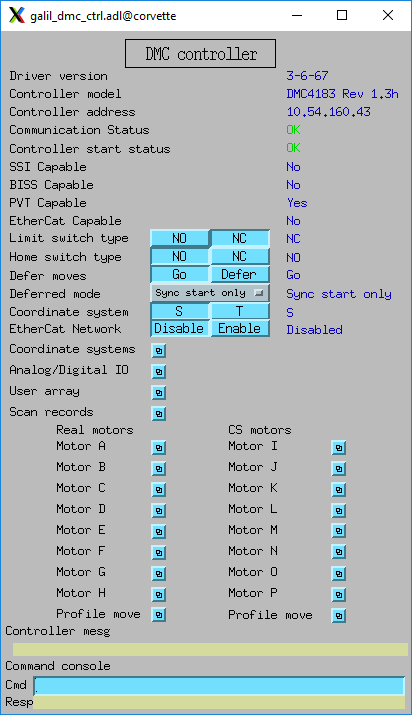 galil_dmc_ctrl.adl@corvette
DMC controller
Driver version 3-6-67
Controller model DMC4183 Rev 1.3h
Controller address 10.54.160.43
Communication Status OK
Controller start status OK
SSI Capable No
BISS Capable No
PVT Capable Yes
EtherCat Capable No
Limit switch type NO NC NC
Home switch type NO NC NO
Defer moves Go Defer Go
Deferred mode Sync start only Sync start only
Coordinate system S T S
EtherCat Network Disable Enable Disabled
Coordinate systems
Analog/Digital IO
User array
Scan records
Real motors CS motors
Motor A Motor I
Motor B Motor J
Motor C Motor K
Motor D Motor L
Motor E Motor M
Motor F Motor N
Motor G Motor O
Motor H Motor P
Profile move Profile move
Controller mesg
Command console
Cmd
Resp